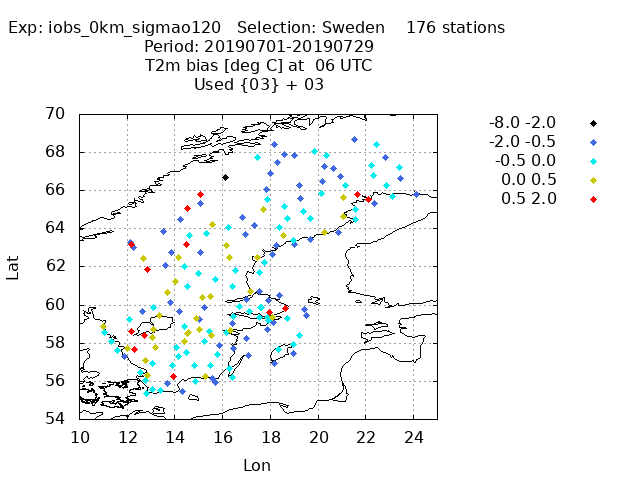 Exp: iobs_0km_sigmao120 Selection: Sweden 176 stations
Period: 20190701-20190729
T2m bias [deg C] at 06 UTC
Used {03} + 03
70
68
66
64
62
60
58
56
54
10 12 14 16 18 20 22 24
Lat
Lon
-8.0 -2.0
-2.0 -0.5
-0.5 0.0
0.0 0.5
0.5 2.0